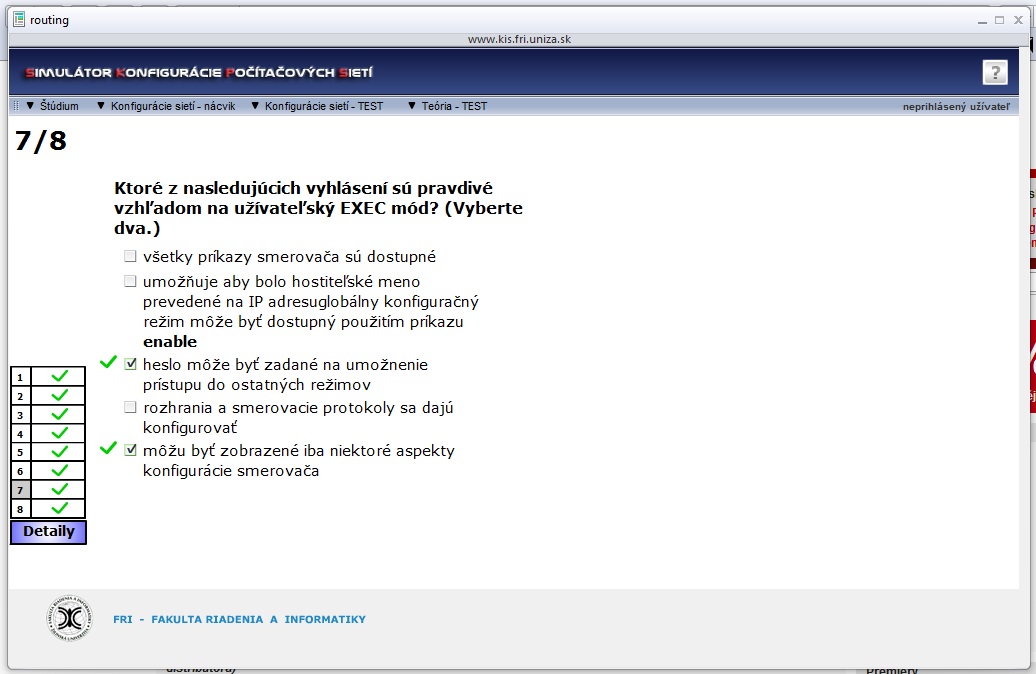 routing
www.kis.fri.uniza.sk
SIMULÁTOR KONFIGURÁCIE POČÍTAČOVÝCH SIETÍ
?
▼ Štúdium ▼ Konfigurácie sietí - nácvik ▼ Konfigurácie sietí - TEST ▼ Teória - TEST neprihlásený užívateľ
7/8
Ktoré z nasledujúcich vyhlásení sú pravdivé
vzhľadom na užívateľský EXEC mód? (Vyberte
dva.)
všetky príkazy smerovača sú dostupné
umožňuje aby bolo hostiteľské meno
prevedené na IP adresuglobálny konfiguračný
režim môže byť dostupný použitím príkazu
enable
heslo môže byť zadané na umožnenie
prístupu do ostatných režimov
rozhrania a smerovacie protokoly sa dajú
konfigurovať
môžu byť zobrazené iba niektoré aspekty
konfigurácie smerovača
1
2
3
4
5
6
7
8
Detaily
FRI - FAKULTA RIADENIA A INFORMATIKY
distribútora)
Premiéry